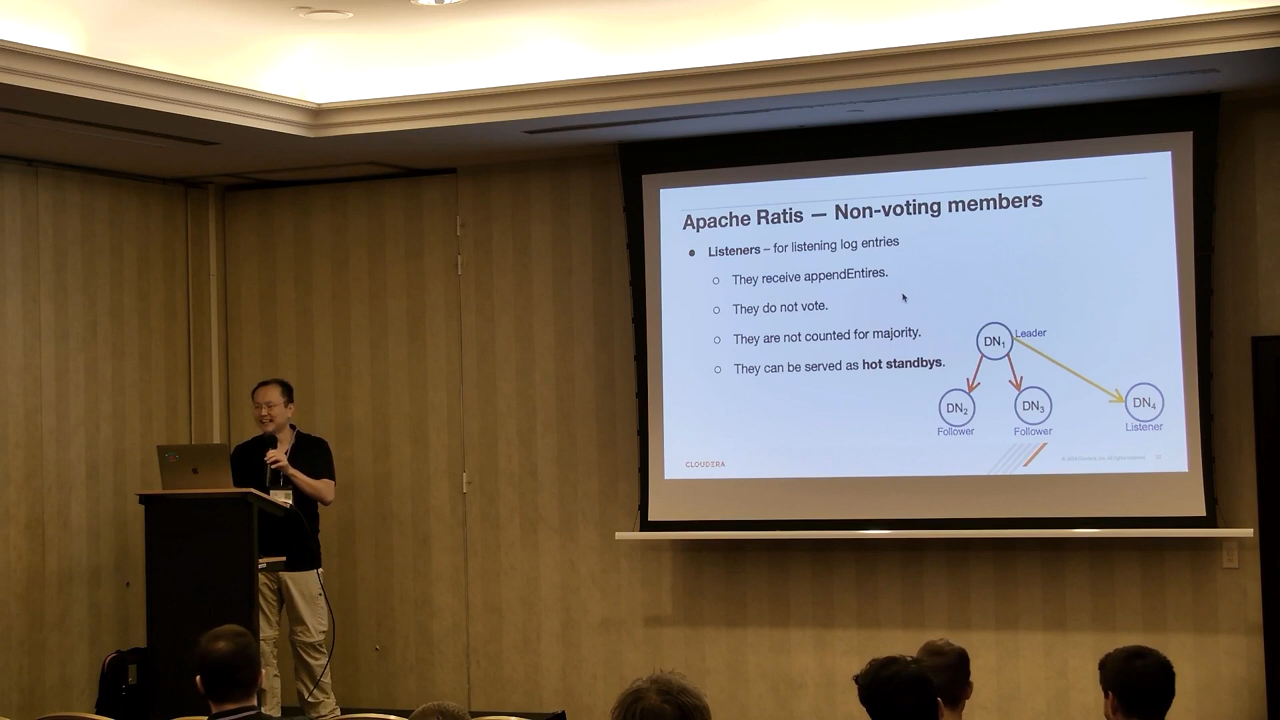 Apache Ratis — Non-voting members
● Listeners – for listening log entries
○ They receive appendEntires.
○ They do not vote.
○ They are not counted for majority.
○ They can be served as hot standbys.
DN1
Leader
DN2
DN3
DN4
Follower
Follower
Listener
CLOUDERA